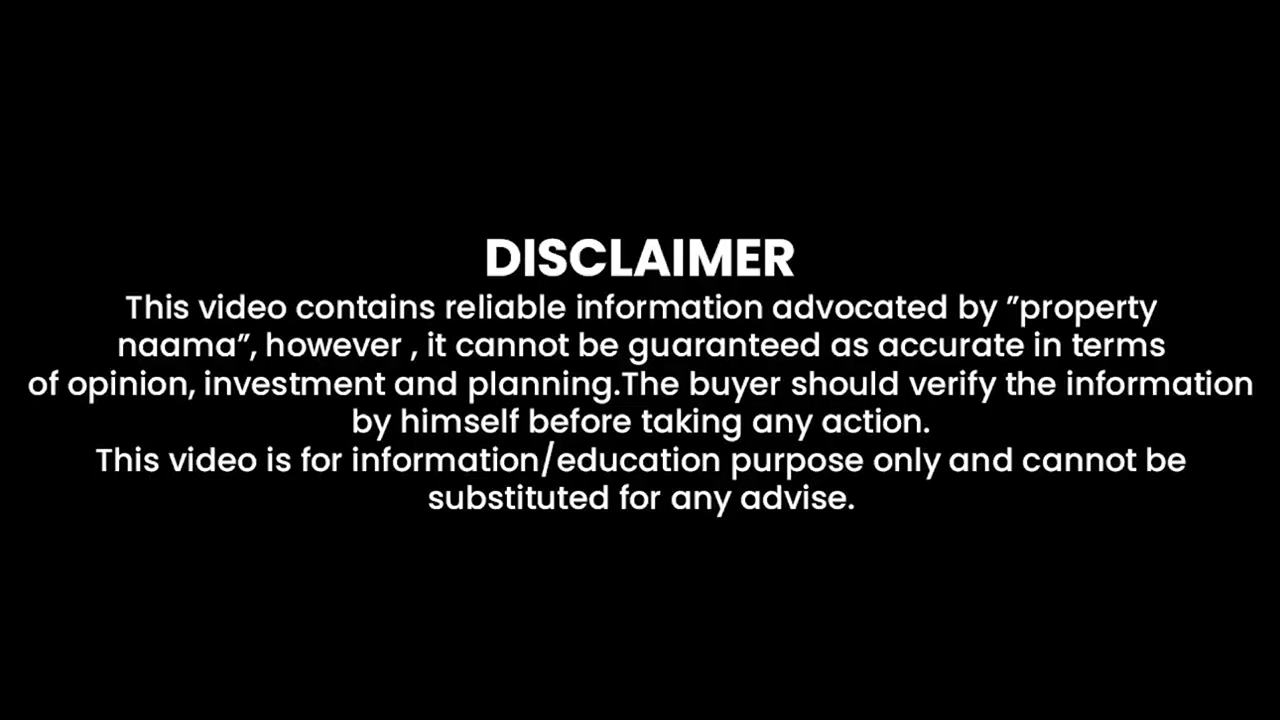 DISCLAIMER
This video contains reliable information advocated by ”property
naama”, however , it cannot be guaranteed as accurate in terms
of opinion, investment and planning.The buyer should verify the information
by himself before taking any action.
This video is for information/education purpose only and cannot be
substituted for any advise.